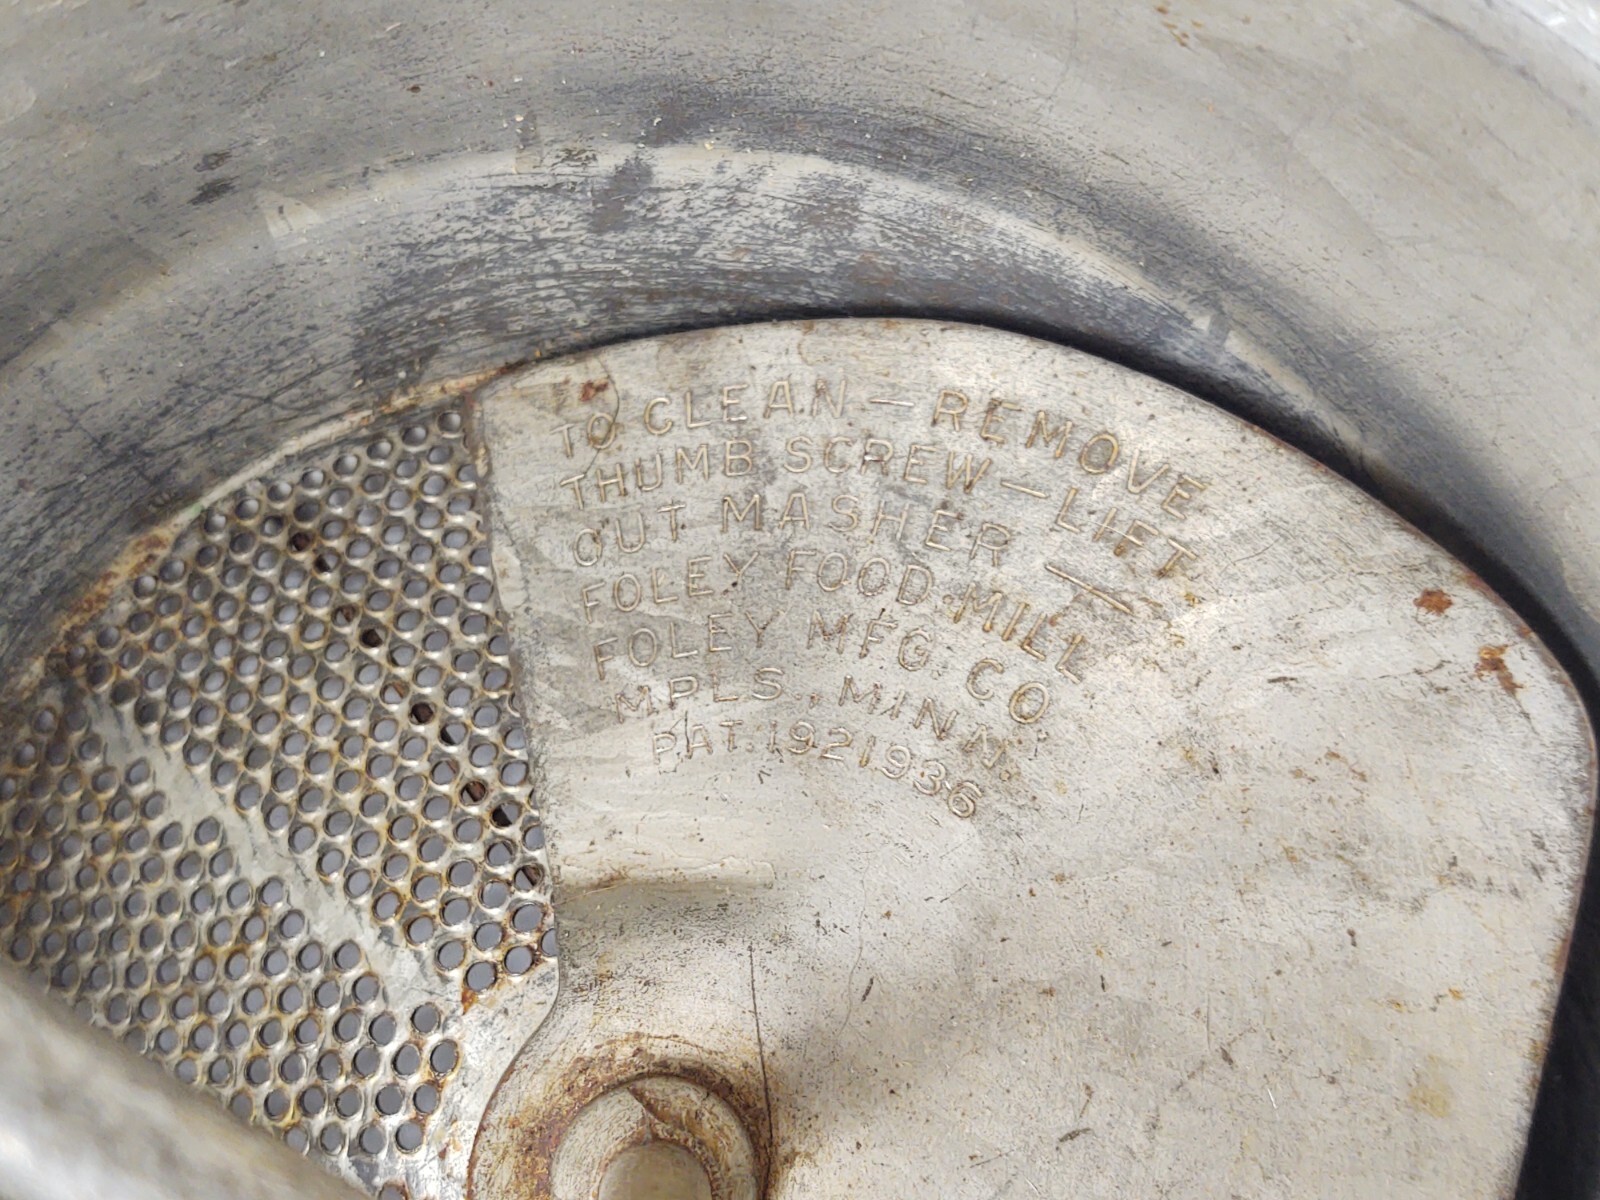 TO CLEAN — REMOVE
THUMB SCREW — LIFT
OUT MASHER —
FOLEY FOOD MILL
FOLEY MFG. CO.
MPLS., MINN.
PAT. 1921936